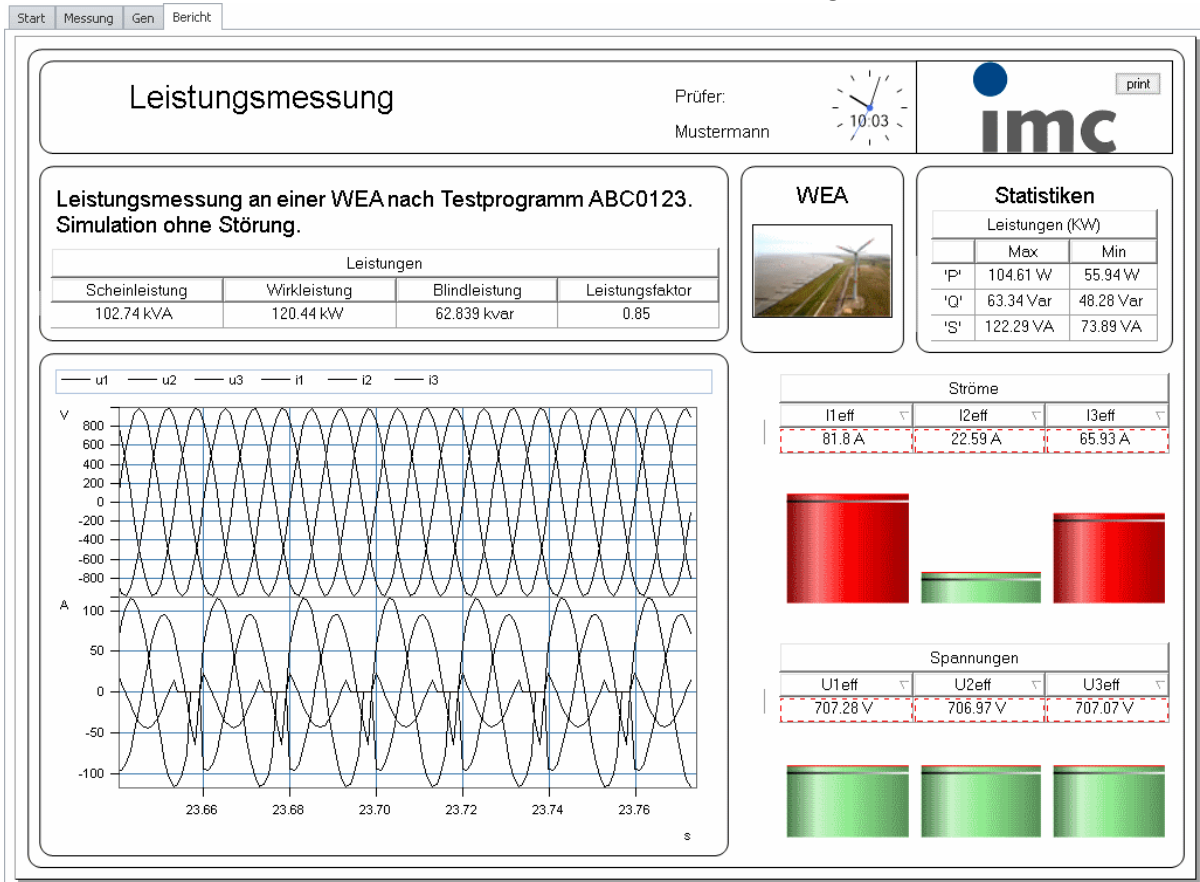 Start Messung Gen Bericht
Leistungsmessung
Prüfer:
Mustermann
10:03
imc
print
Leistungsmessung an einer WEA nach Testprogramm ABC0123.
Simulation ohne Störung.
Leistungen
Scheinleistung Wirkleistung Blindleistung Leistungsfaktor
102.74 kVA 120.44 kW 62.839 kvar 0.85
WEA
Statistiken
Leistungen (KW)
Max Min
'P' 104.61 W 55.94 W
'Q' 63.34 Var 48.28 Var
'S' 122.29 VA 73.89 VA
u1 u2 u3 i1 i2 i3
V
800
600
400
200
0
-200
-400
-600
-800
A
100
50
0
-50
-100
23.66 23.68 23.70 23.72 23.74 23.76
s
Ströme
I1eff I2eff I3eff
81.8 A 22.59 A 65.93 A
Spannungen
U1eff U2eff U3eff
707.28 V 706.97 V 707.07 V